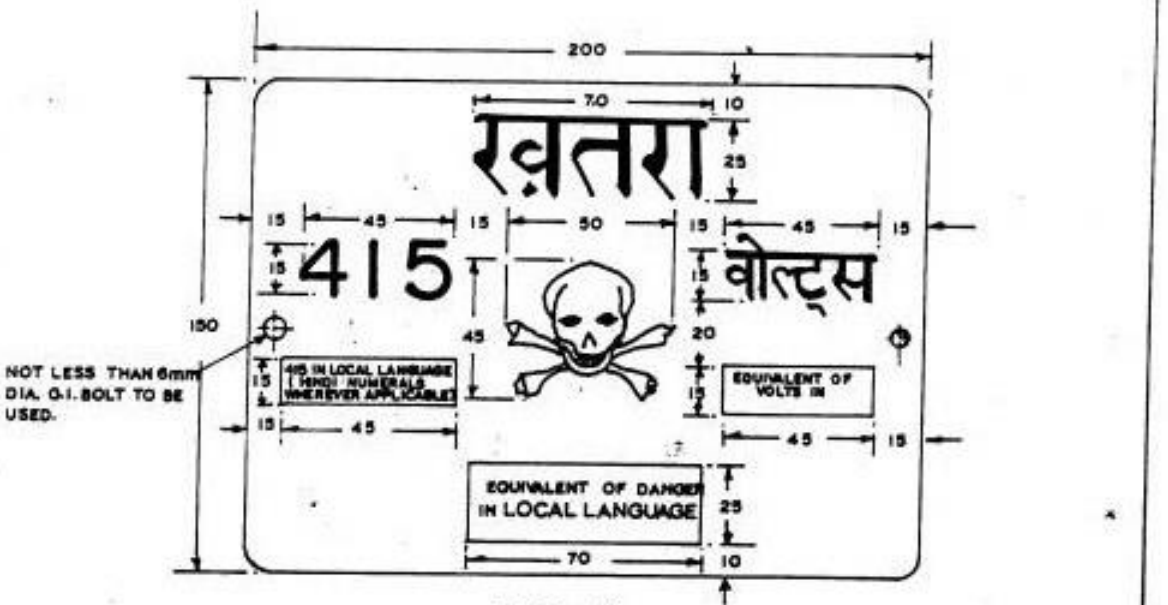 200
70
10
ख़तरा
25
15 45 15 50 15 45 15
15
415
15
वोल्ट्स
150
45
20
NOT LESS THAN 6mm
DIA. G.I. BOLT TO BE
USED.
15
415 IN LOCAL LANGUAGE
( HINDI NUMERALS
WHEREVER APPLICABLE)
15
EQUIVALENT OF
VOLTS IN
15 45
45 15
EQUIVALENT OF DANGER
IN LOCAL LANGUAGE
25
70
10